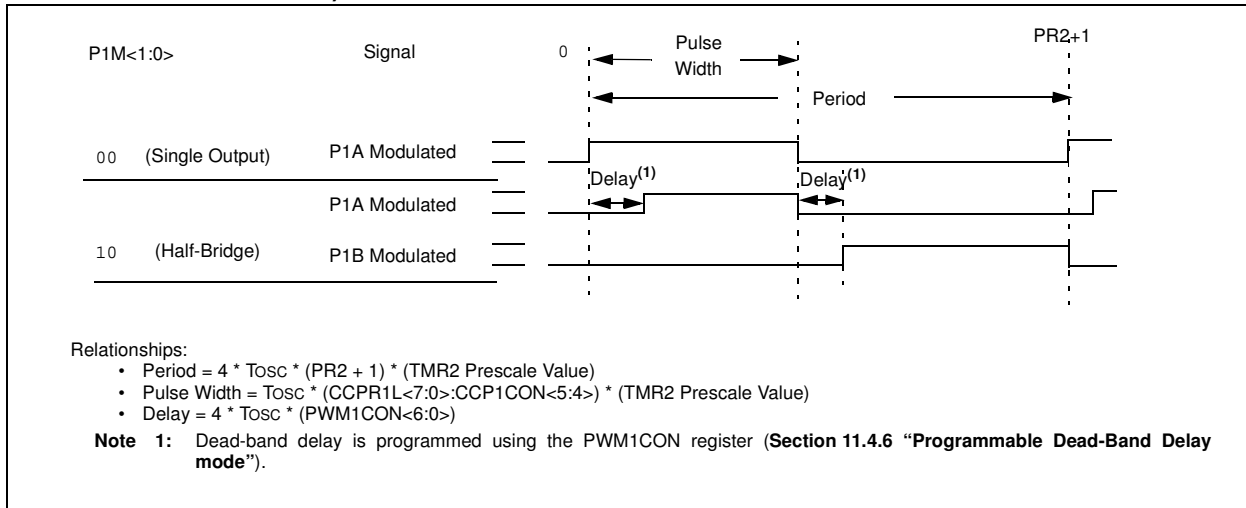 P1M<1:0> Signal 0 Pulse Width PR2+1
Period
00 (Single Output) P1A Modulated
Delay(1) Delay(1)
P1A Modulated
10 (Half-Bridge) P1B Modulated
Relationships:
• Period = 4 * TOSC * (PR2 + 1) * (TMR2 Prescale Value)
• Pulse Width = TOSC * (CCPR1L<7:0>:CCP1CON<5:4>) * (TMR2 Prescale Value)
• Delay = 4 * TOSC * (PWM1CON<6:0>)
Note 1: Dead-band delay is programmed using the PWM1CON register (Section 11.4.6 “Programmable Dead-Band Delay
mode”).